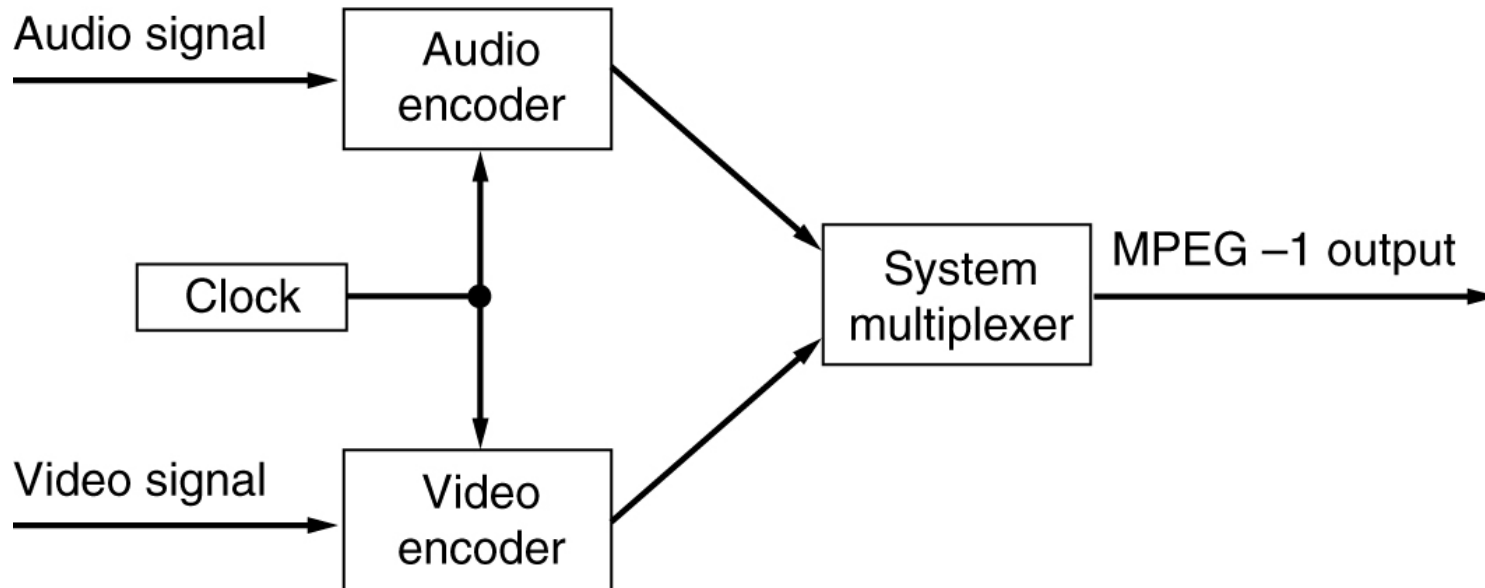 Audio signal
Audio
encoder
Clock
System
multiplexer
MPEG –1 output
Video signal
Video
encoder